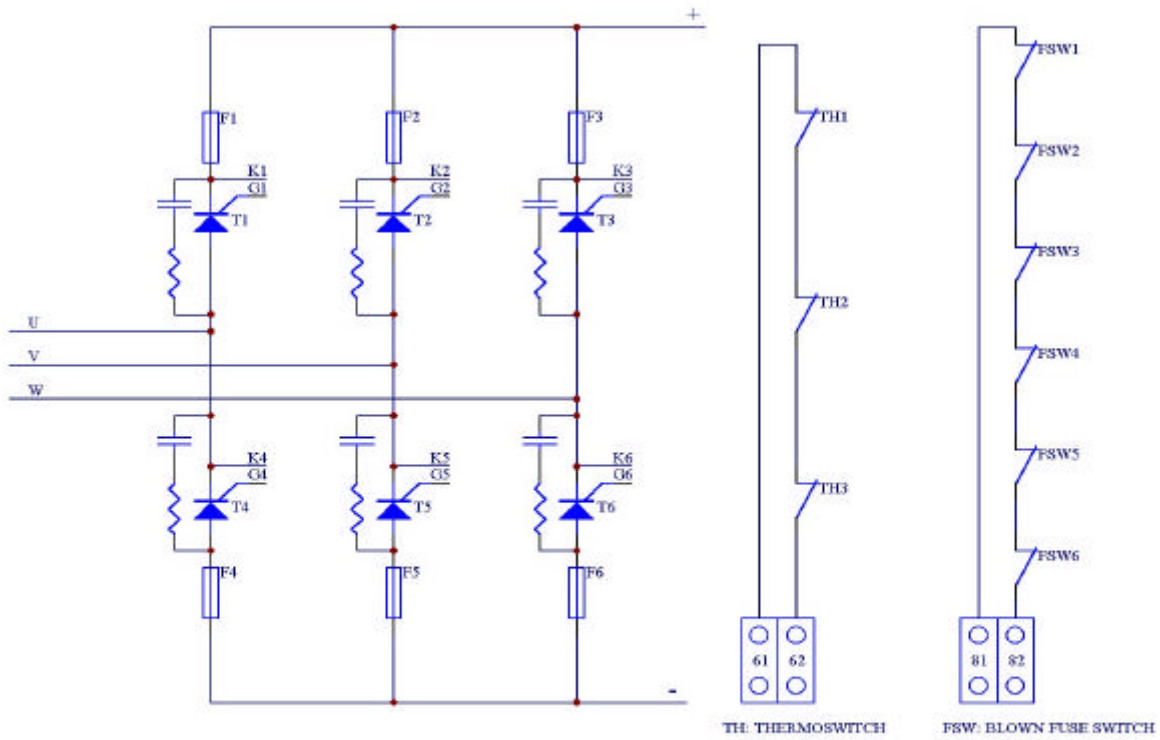 +
F1
F2
F3
FSW1
TH1
FSW2
K1
K2
K3
G1
G2
G3
T1
T2
T3
FSW3
TH2
U
V
W
FSW4
K4
K5
K6
G4
G5
G6
T4
T5
T6
FSW5
TH3
F4
F5
F6
FSW6
61 62
81 82
-
TH: THERMOSWITCH
FSW: BLOWN FUSE SWITCH